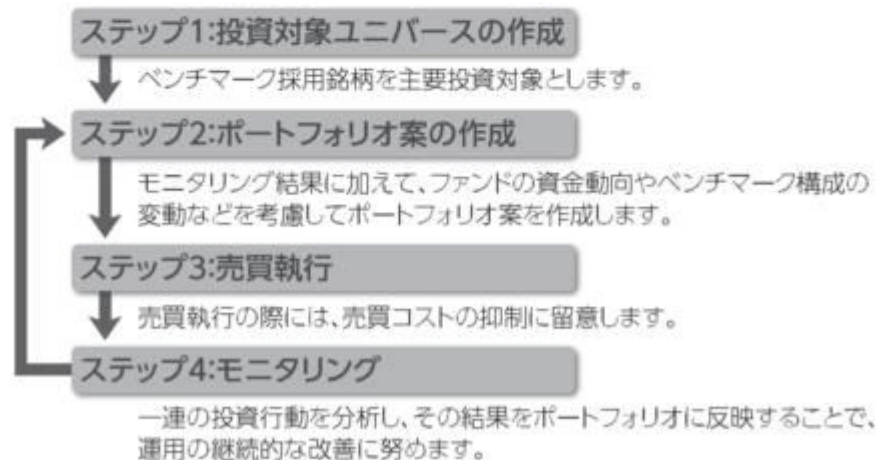 ステップ1:投資対象ユニバースの作成
ベンチマーク採用銘柄を主要投資対象とします。
ステップ2:ポートフォリオ案の作成
モニタリング結果に加えて、ファンドの資金動向やベンチマーク構成の
変動などを考慮してポートフォリオ案を作成します。
ステップ3:売買執行
売買執行の際には、売買コストの抑制に留意します。
ステップ4:モニタリング
一連の投資行動を分析し、その結果をポートフォリオに反映することで、
運用の継続的な改善に努めます。